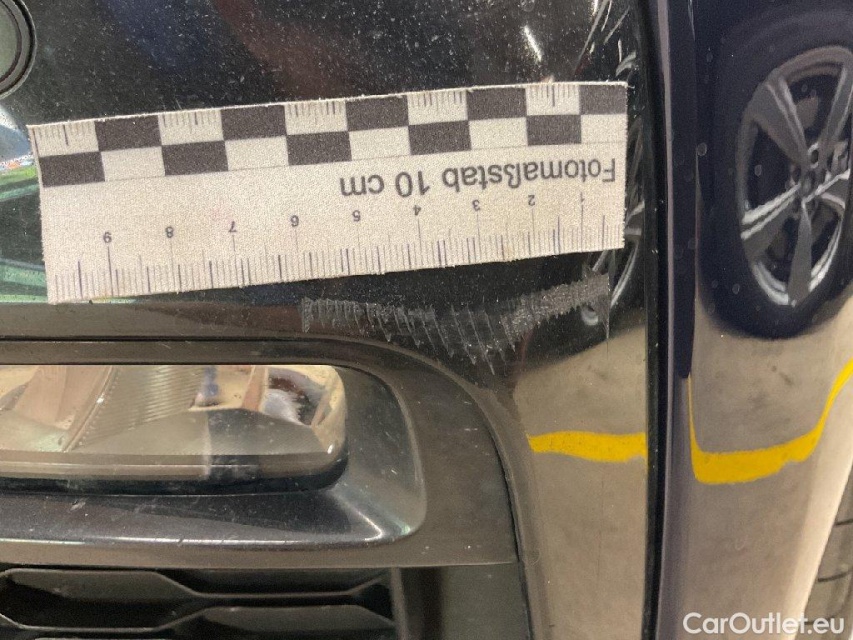 Fotomaßstab 10 cm
1 2 3 4 5 6 7 8 9
CarOutlet.eu